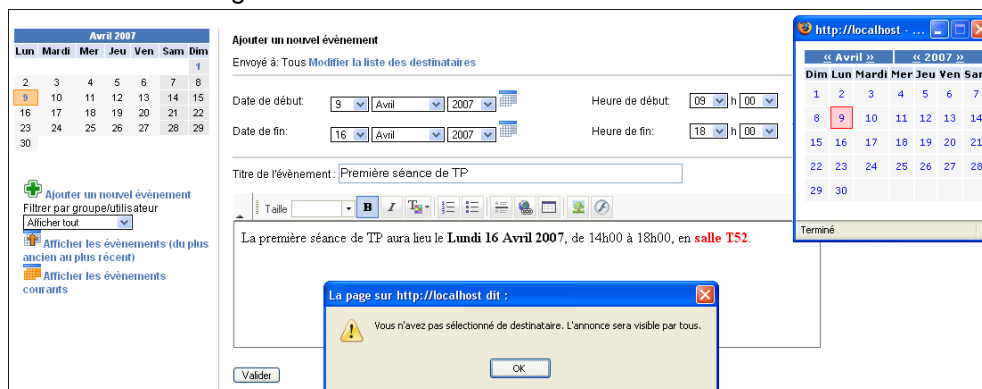 Avril 2007
Lun Mardi Mer Jeu Ven Sam Dim
1
2 3 4 5 6 7 8
9 10 11 12 13 14 15
16 17 18 19 20 21 22
23 24 25 26 27 28 29
30
Ajouter un nouvel évènement
Filtrer par groupe/utilisateur
Afficher tout
Afficher les évènements (du plus
ancien au plus récent)
Afficher les évènements
courants
Ajouter un nouvel évènement
Envoyé à: Tous Modifier la liste des destinataires
Date de début: 9 Avril 2007 Heure de début: 09 h 00
Date de fin: 16 Avril 2007 Heure de fin: 18 h 00
Titre de l'évènement : Première séance de TP
Taille B I
La première séance de TP aura lieu le Lundi 16 Avril 2007, de 14h00 à 18h00, en salle T52.
La page sur http://localhost dit :
Vous n'avez pas sélectionné de destinataire. L'annonce sera visible par tous.
OK
Valider
http://localhost - ...
<< Avril >> << 2007 >>
Dim Lun Mardi Mer Jeu Ven Sam
1 2 3 4 5 6 7
8 9 10 11 12 13 14
15 16 17 18 19 20 21
22 23 24 25 26 27 28
29 30
Terminé